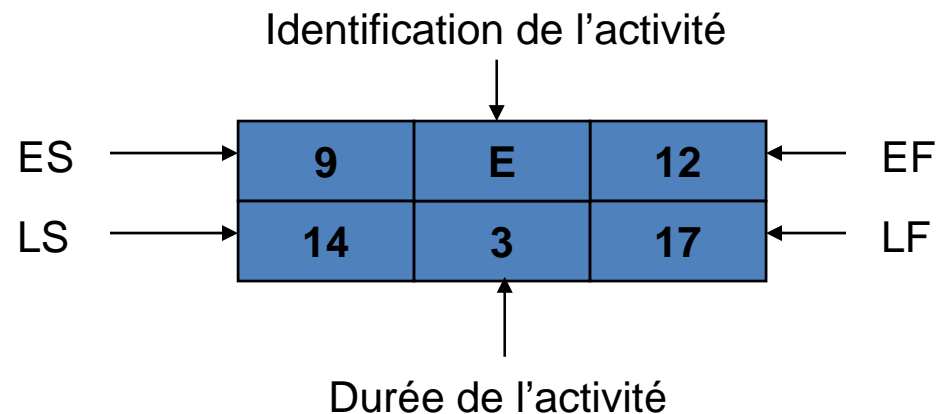 Identification de l’activité
ES 9 E 12 EF
LS 14 3 17 LF
Durée de l’activité